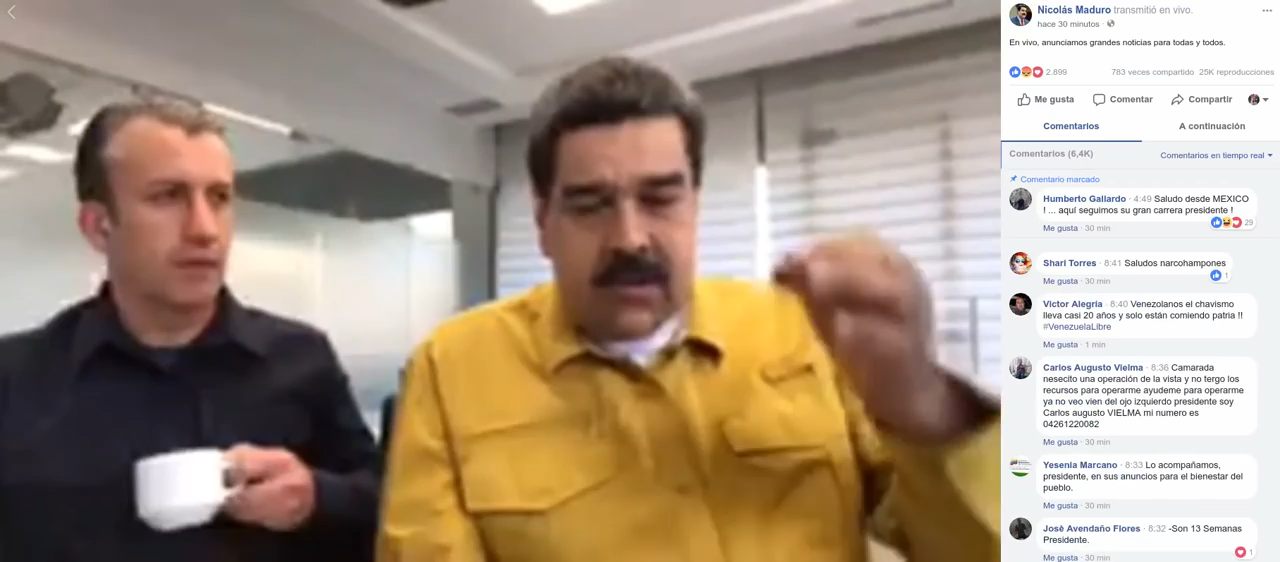 Nicolás Maduro transmitió en vivo.
hace 30 minutos ·
En vivo, anunciamos grandes noticias para todas y todos.
2.899 783 veces compartido 25K reproducciones
Me gusta Comentar Compartir
Comentarios A continuación
Comentarios (6,4K) Comentarios en tiempo real
Comentario marcado
Humberto Gallardo · 4:49 Saludo desde MEXICO
! ... aquí seguimos su gran carrera presidente !
29
Me gusta · 30 min
Shari Torres · 8:41 Saludos narcohampones
1
Me gusta · 30 min
Victor Alegria · 8:40 Venezolanos el chavismo
lleva casi 20 años y solo están comiendo patria !!
#VenezuelaLibre
Me gusta · 1 min
Carlos Augusto Vielma · 8:36 Camarada
nesecito una operación de la vista y no tergo los
recursos para operarme ayudeme para operarme
ya no veo vien del ojo izquierdo presidente soy
Carlos augusto VIELMA mi numero es
04261220082
Me gusta · 30 min
Yesenia Marcano · 8:33 Lo acompañamos,
presidente, en sus anuncios para el bienestar del
pueblo.
Me gusta · 30 min
Josè Avendaño Flores · 8:32 -Son 13 Semanas
Presidente.
1
Me gusta · 30 min